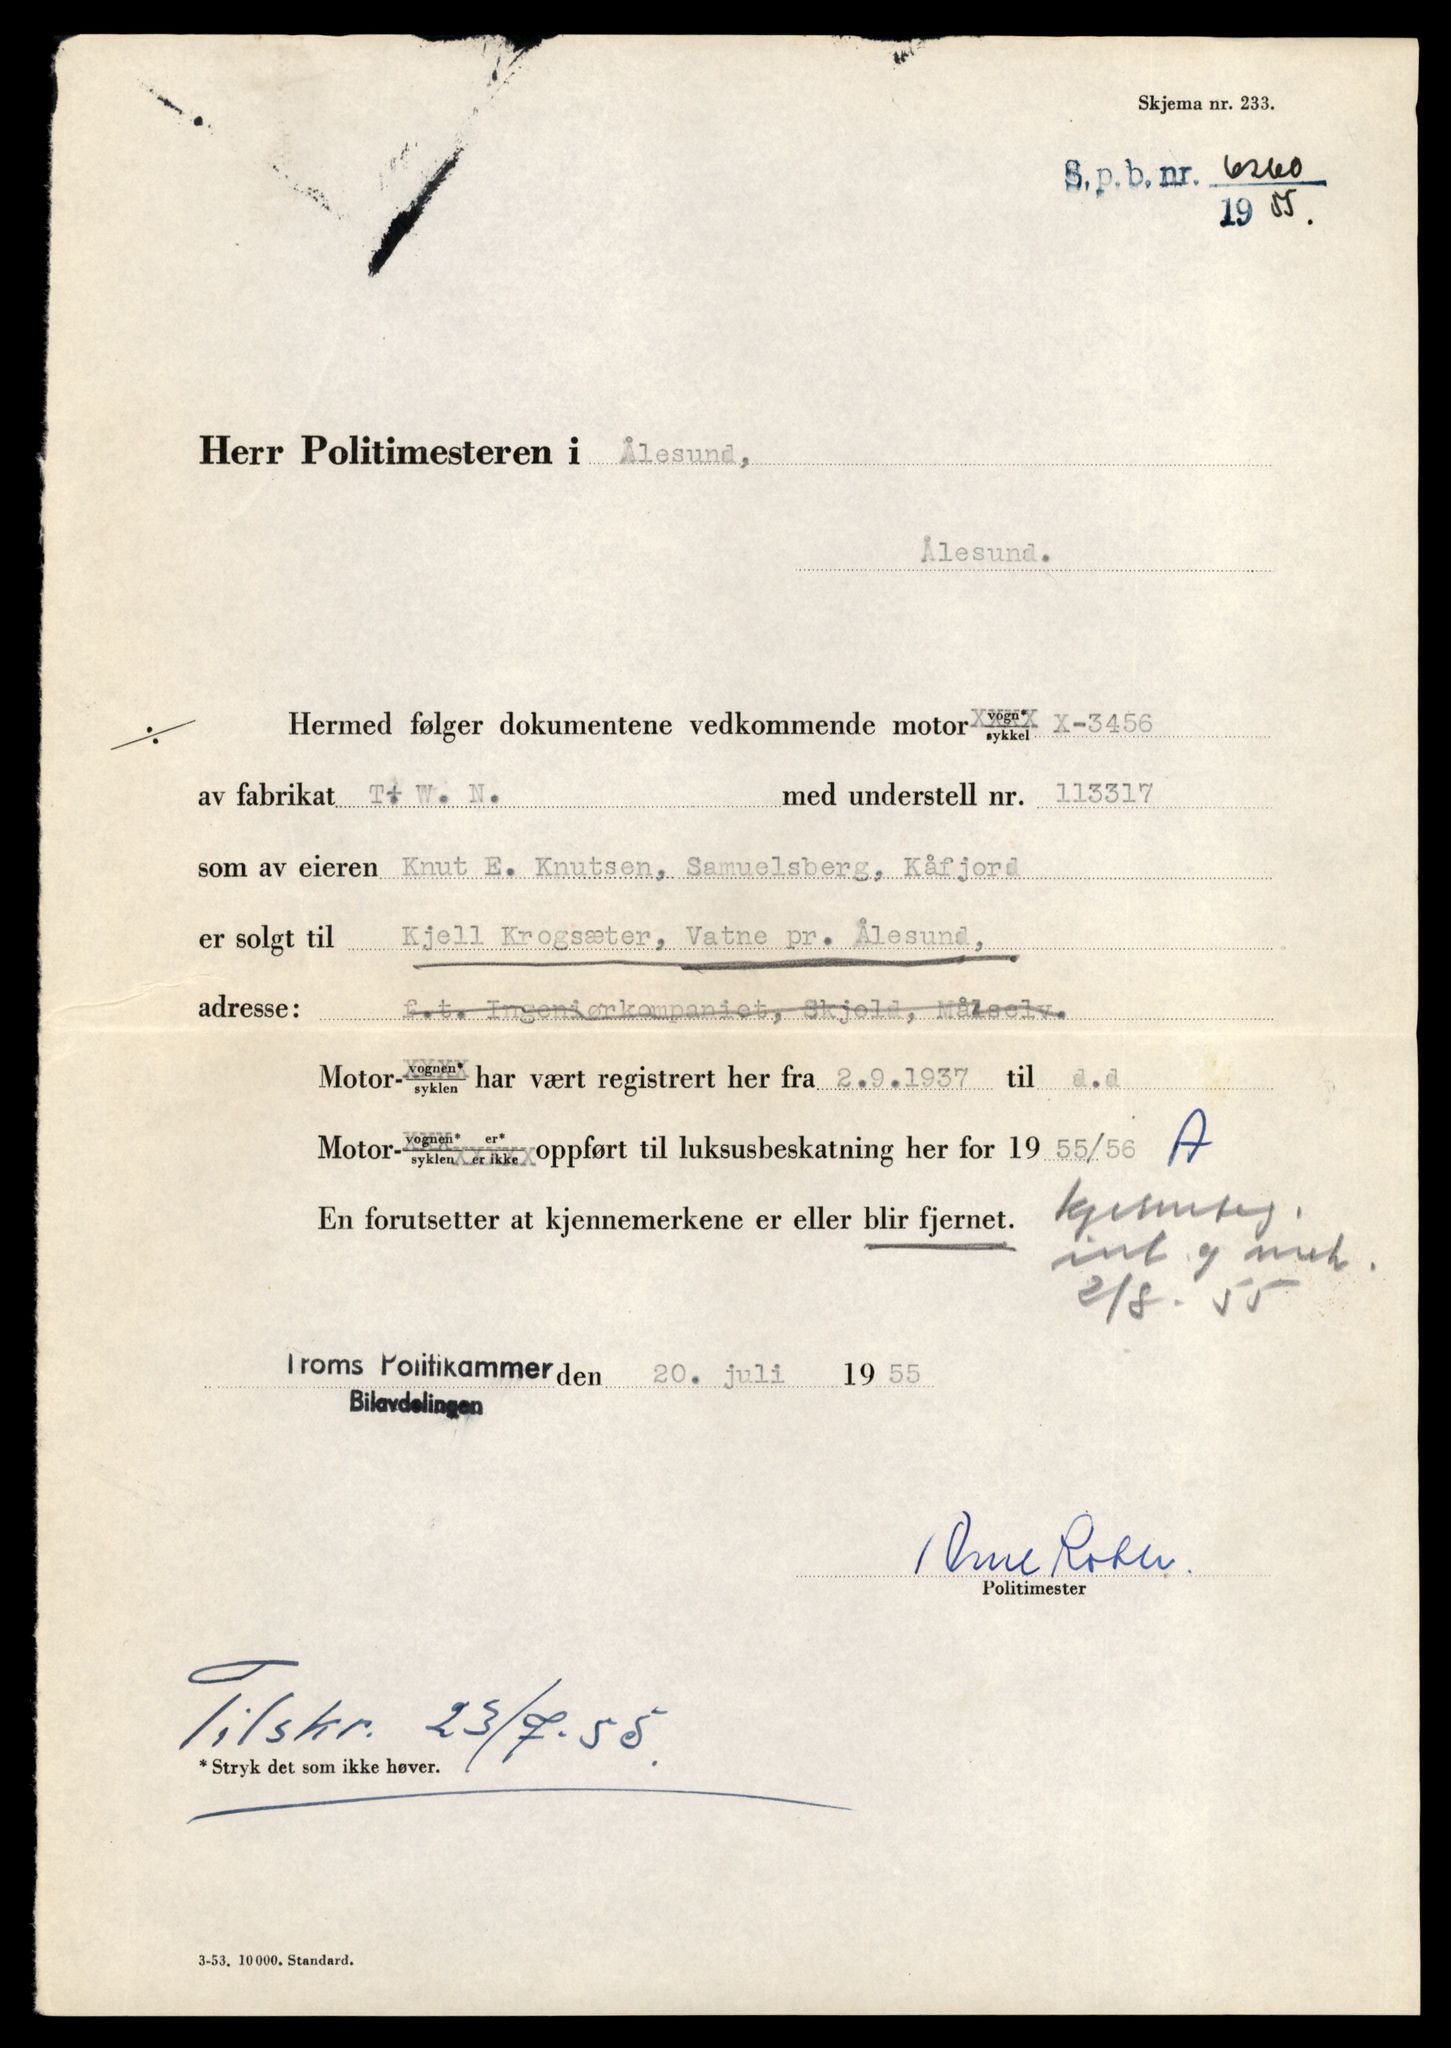 Skjema nr. 233.
S.p.b.nr. 6260
1955.
Herr Politimesteren i Ålesund,
Ålesund.
÷ Hermed følger dokumentene vedkommende motor vogn* sykkel X-3456
av fabrikat T. W. N. med understell nr. 113317
som av eieren Knut E. Knutsen, Samuelsberg, Kåfjord
er solgt til Kjell Krogsæter, Vatne pr. Ålesund,
adresse: f.t. Ingeniørkompaniet, Skjold, Målselv.
Motor- vognen* syklen har vært registrert her fra 2.9.1937 til d.d
Motor- vognen* syklen er* er ikke oppført til luksusbeskatning her for 19 55/56 A
En forutsetter at kjennemerkene er eller blir fjernet.
2/8. 55
Troms Politikammer den 20. juli 1955
Bilavdelingen
Politimester
Tilskr. 23/7.55.
* Stryk det som ikke høver.
3-53. 10000. Standard.